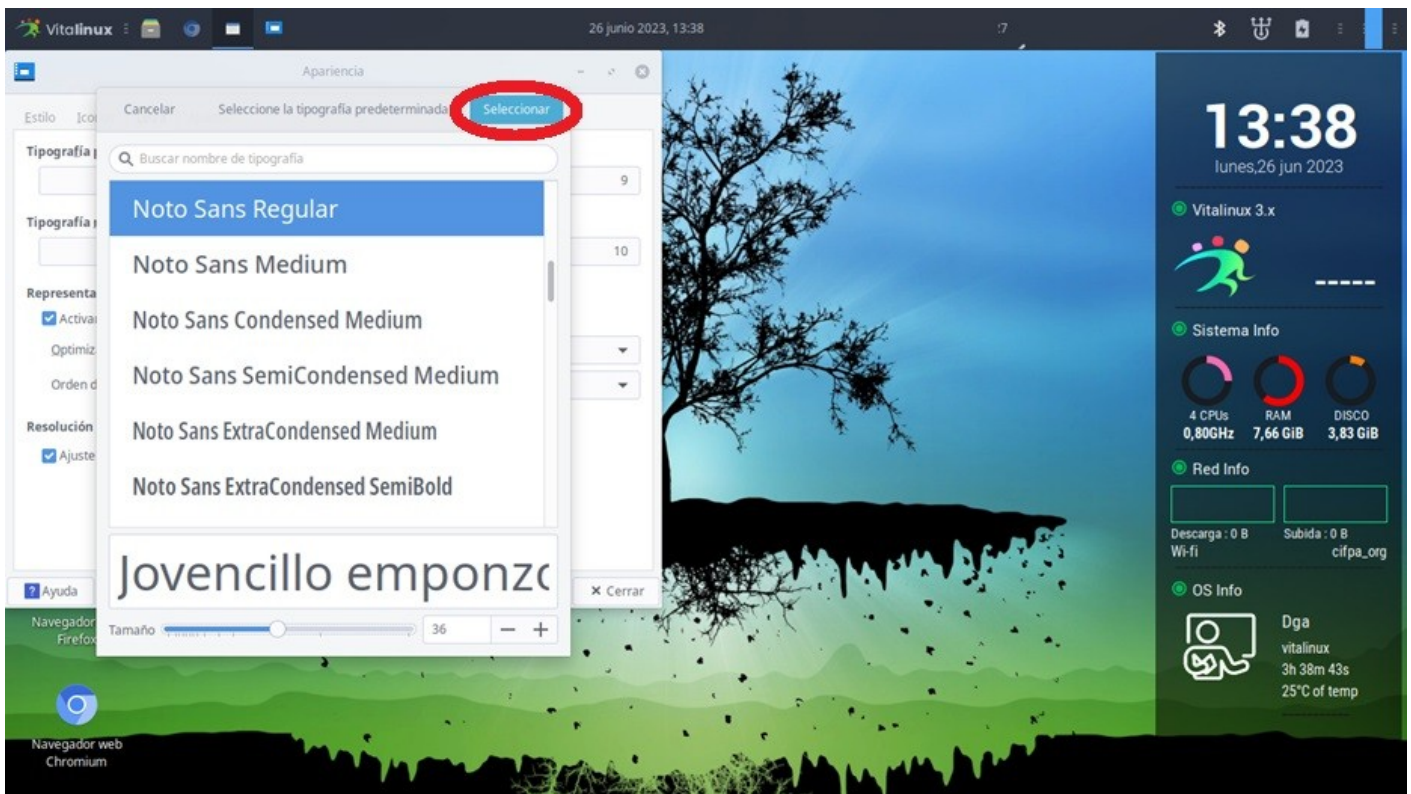 Vitalinux
26 junio 2023, 13:38
:7
Apariencia
Cancelar
Seleccione la tipografía predeterminada
Seleccionar
Estilo
Tipografía
Buscar nombre de tipografía
9
Noto Sans Regular
Tipografía
10
Noto Sans Medium
Noto Sans Condensed Medium
Optimiz
Noto Sans SemiCondensed Medium
Orden d
Resolución
Noto Sans ExtraCondensed Medium
Ajuste
Noto Sans ExtraCondensed SemiBold
Jovencillo emponzo
? Ayuda
Cerrar
Tamaño
36
Navegador
Firefox
Navegador web
Chromium
13:38
lunes,26 jun 2023
Vitalinux 3.x
-----
Sistema Info
4 CPUs RAM DISCO
0,80GHz 7,66 GiB 3,83 GiB
Red Info
Descarga : 0 B Subida : 0 B
Wi-fi cifpa_org
OS Info
Dga
vitalinux
3h 38m 43s
25°C of temp